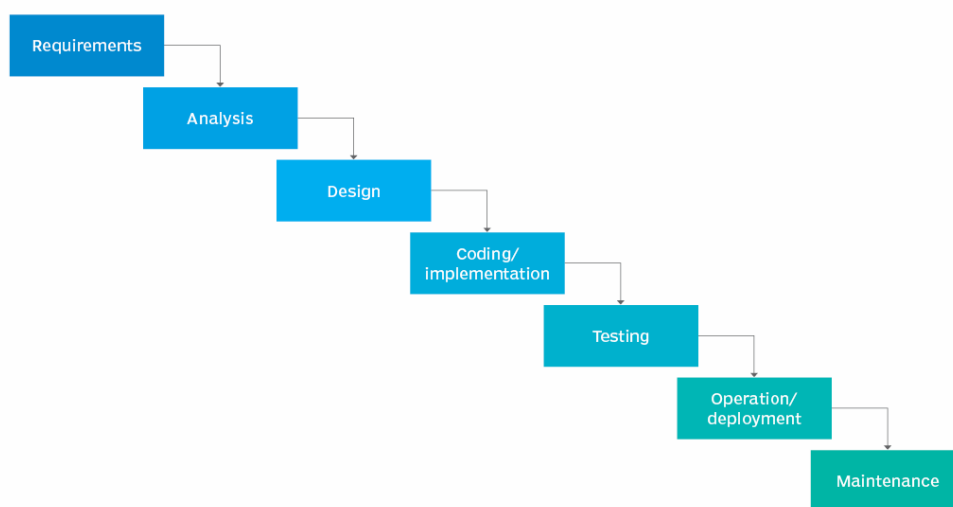 Requirements
Analysis
Design
Coding/
implementation
Testing
Operation/
deployment
Maintenance